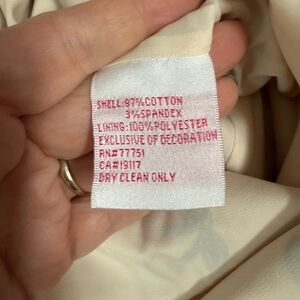 SHELL:97%COTTON
3%SPANDEX
LINING:100%POLYESTER
EXCLUSIVE OF DECORATION
RN#77751
CA#19117
DRY CLEAN ONLY